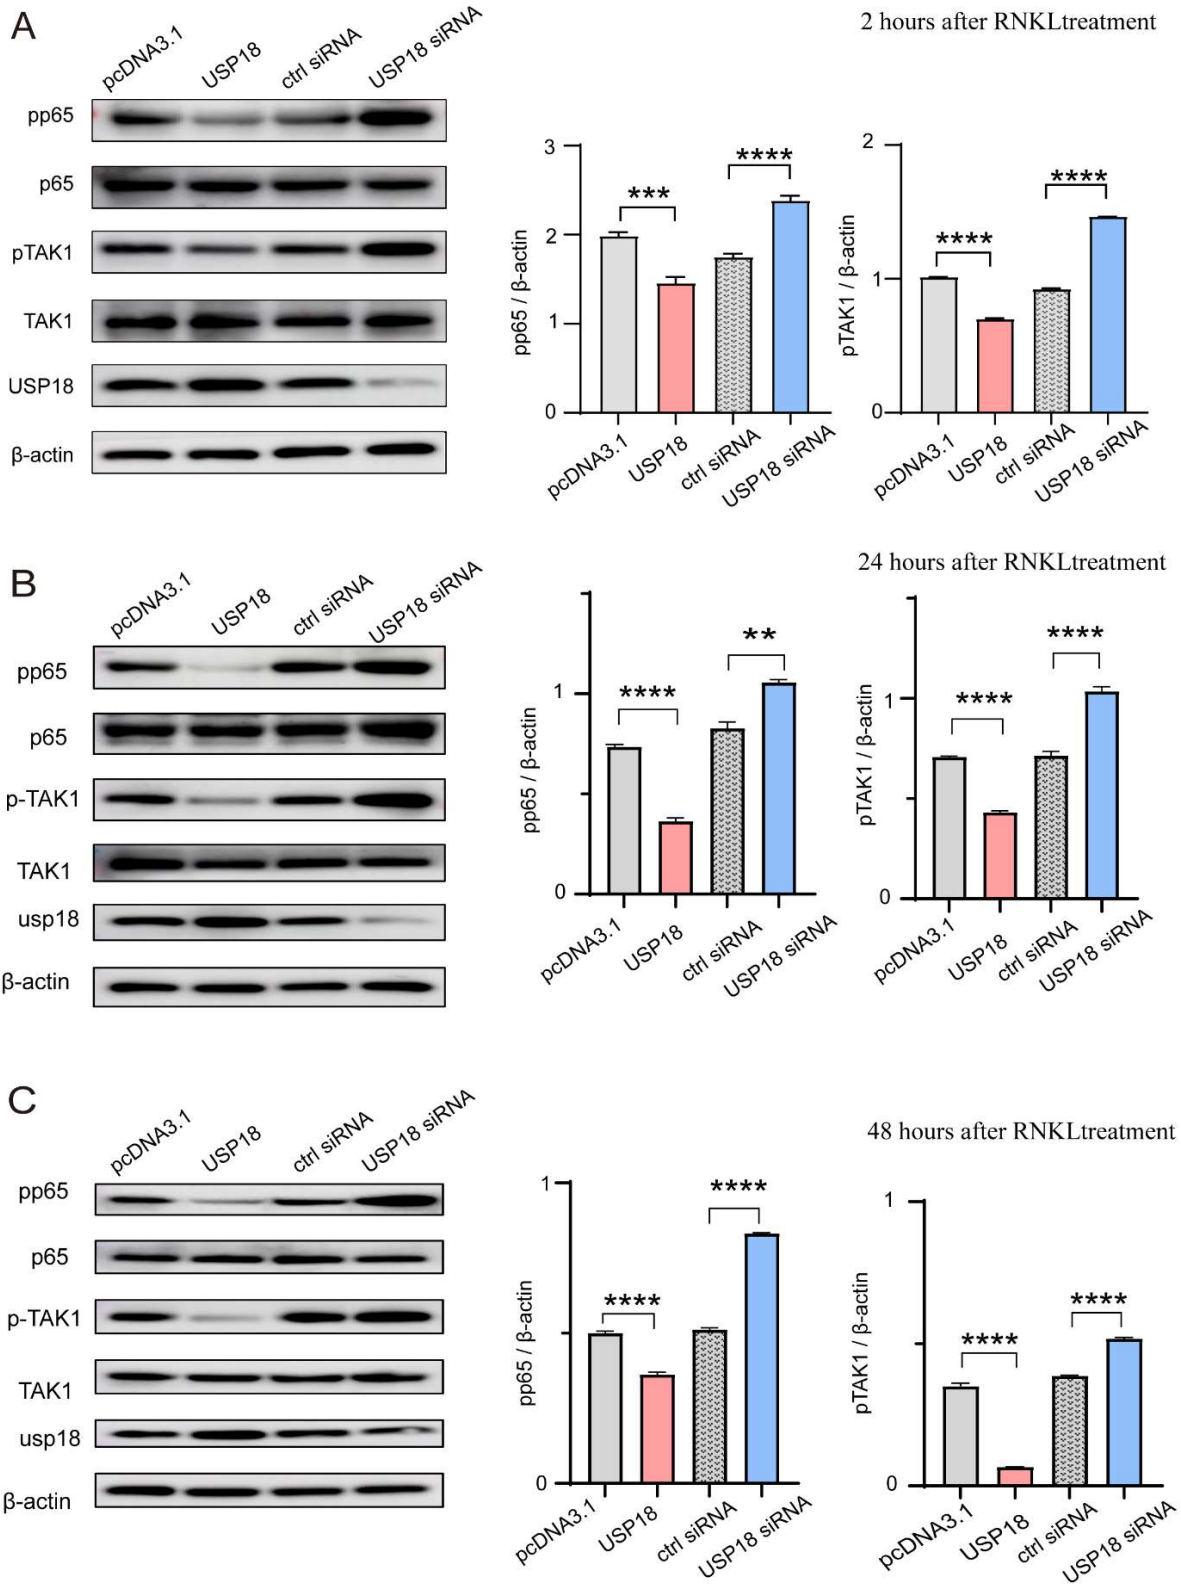 A
2 hours after RNKLtreatment
pcDNA3.1 USP18 ctrl siRNA USP18 siRNA
pp65
p65
pTAK1
TAK1
USP18
β-actin
pp65 / β-actin
3
2
1
0
***
****
pcDNA3.1 USP18 ctrl siRNA USP18 siRNA
pTAK1 / β-actin
2
1
0
****
****
pcDNA3.1 USP18 ctrl siRNA USP18 siRNA
B
24 hours after RNKLtreatment
pcDNA3.1 USP18 ctrl siRNA USP18 siRNA
pp65
p65
p-TAK1
TAK1
usp18
β-actin
pp65 / β-actin
1
0
****
**
pcDNA3.1 USP18 ctrl siRNA USP18 siRNA
pTAK1 / β-actin
1
0
****
****
pcDNA3.1 USP18 ctrl siRNA USP18 siRNA
C
48 hours after RNKLtreatment
pcDNA3.1 USP18 ctrl siRNA USP18 siRNA
pp65
p65
p-TAK1
TAK1
usp18
β-actin
pp65 / β-actin
1
0
****
****
pcDNA3.1 USP18 ctrl siRNA USP18 siRNA
pTAK1 / β-actin
1
0
****
****
pcDNA3.1 USP18 ctrl siRNA USP18 siRNA